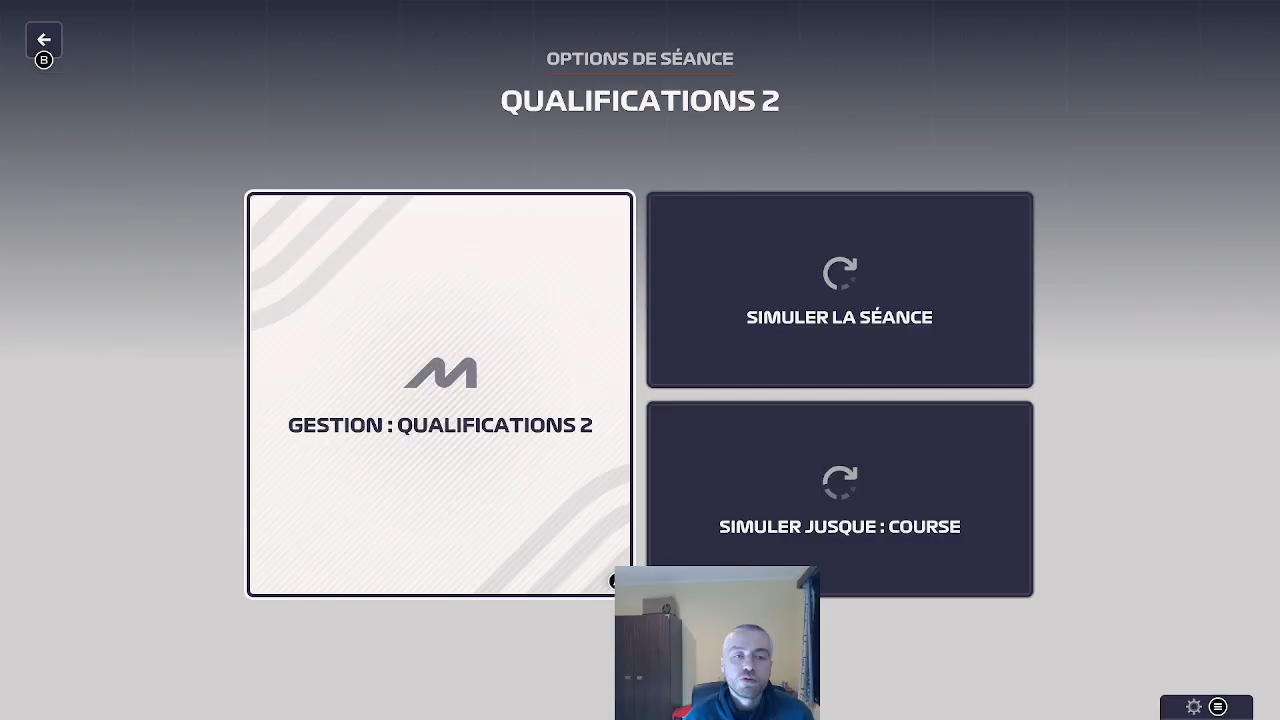 B
OPTIONS DE SÉANCE
QUALIFICATIONS 2
GESTION : QUALIFICATIONS 2
SIMULER LA SÉANCE
SIMULER JUSQUE : COURSE